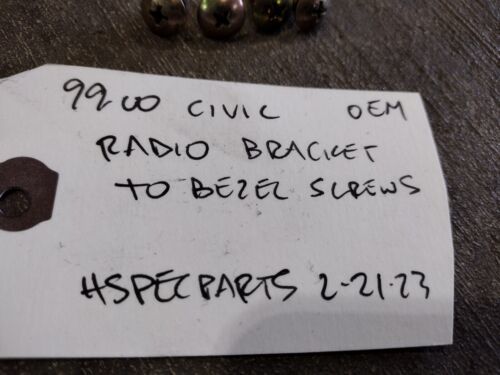 99 00 CIVIC OEM
RADIO BRACKET
TO BEZEL SCREWS
HSPECPARTS 2-21-23